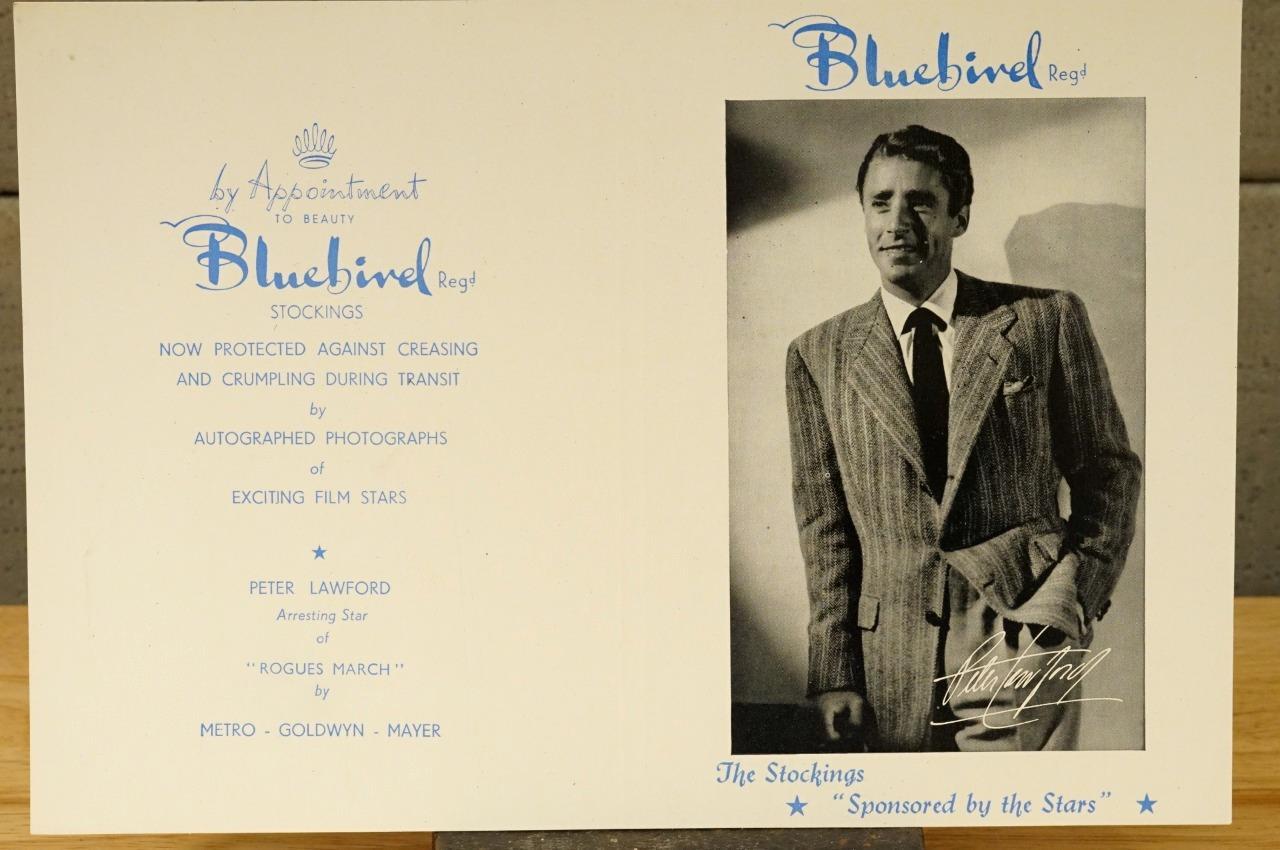 by Appointment
TO BEAUTY
Bluebird Regd
STOCKINGS
NOW PROTECTED AGAINST CREASING
AND CRUMPLING DURING TRANSIT
by
AUTOGRAPHED PHOTOGRAPHS
of
EXCITING FILM STARS
PETER LAWFORD
Arresting Star
of
"ROGUES MARCH"
by
METRO - GOLDWYN - MAYER
Bluebird Regd
Peter Lawford
The Stockings
"Sponsored by the Stars"